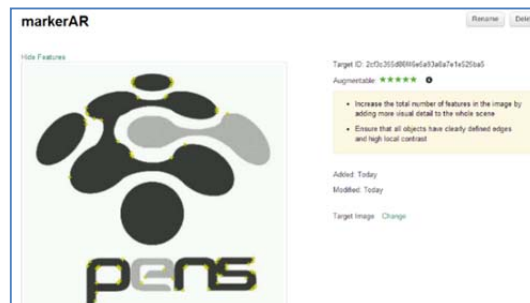 markerAR
Rename
Dele
Hide Features
Augmentable:
Increase the total number of features in the image by
adding more visual detail to the whole scene
Ensure that all objects have clearly defined edges
and high local contrast
Added: Today
Modified: Today
Target Image: Change
Target ID:
pens